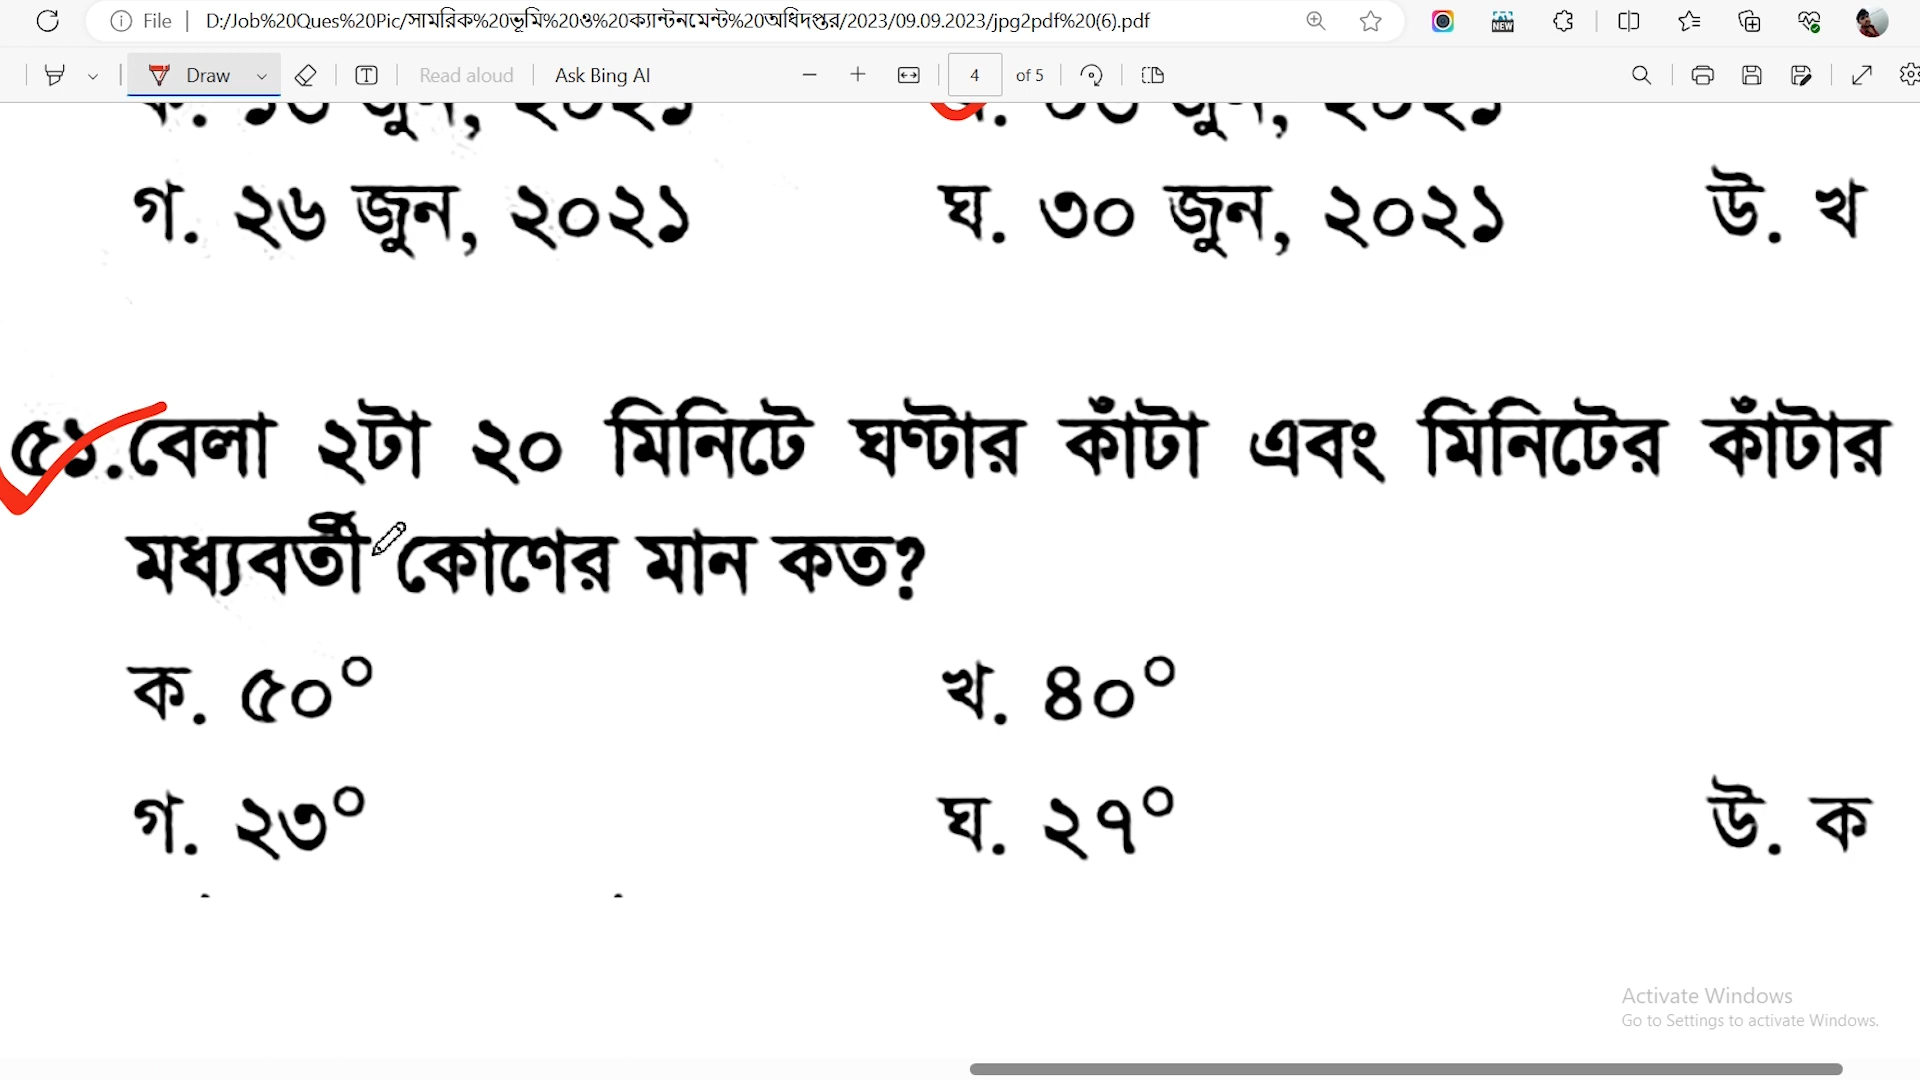 File D:/Job%20Ques%20Pic/সামরিক%20ভূমি%20ও%20ক্যান্টনমেন্ট%20অধিদপ্তর/2023/09.09.2023/jpg2pdf%20(6).pdf
NEW
Draw Read aloud Ask Bing AI 4 of 5
গ. ২৬ জুন, ২০২১ ঘ. ৩০ জুন, ২০২১ উ. খ
৫১. বেলা ২টা ২০ মিনিটে ঘণ্টার কাঁটা এবং মিনিটের কাঁটার
মধ্যবর্তী কোণের মান কত?
ক. ৫০° খ. ৪০°
গ. ২৩° ঘ. ২৭° উ. ক
Activate Windows
Go to Settings to activate Windows.